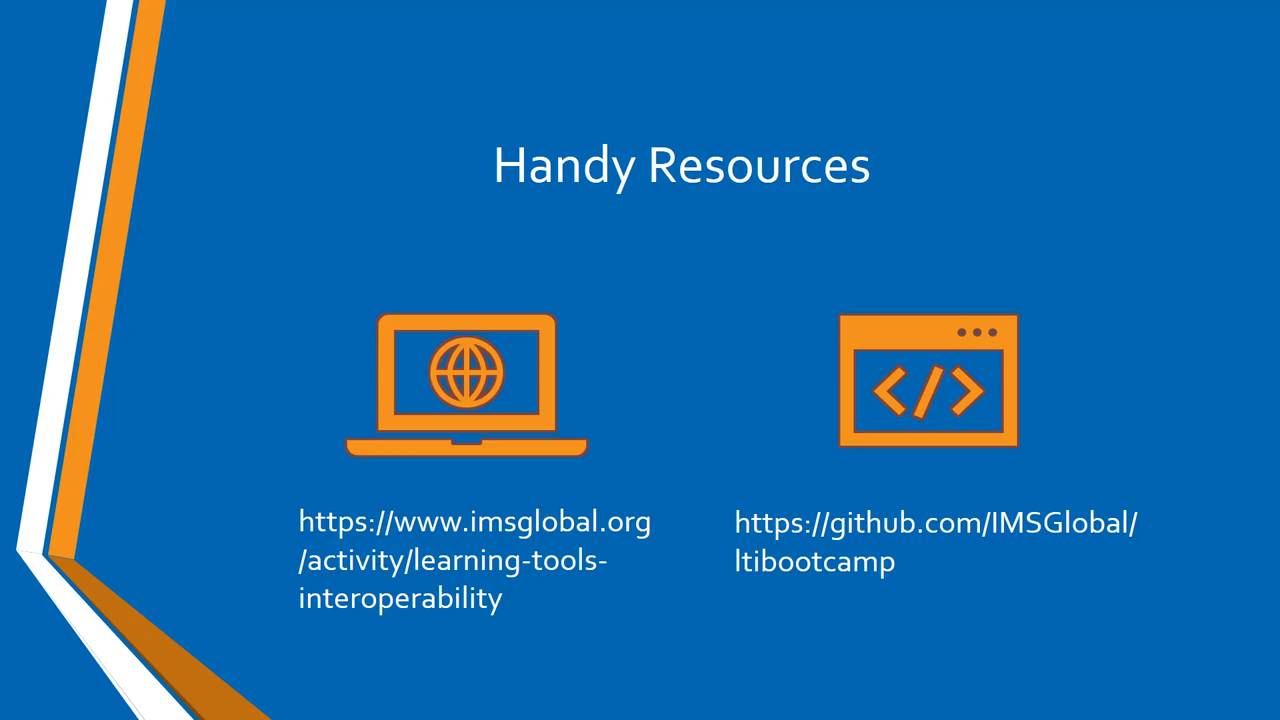 Handy Resources
https://www.imsglobal.org
/activity/learning-tools-
interoperability
https://github.com/IMSGlobal/
ltibootcamp